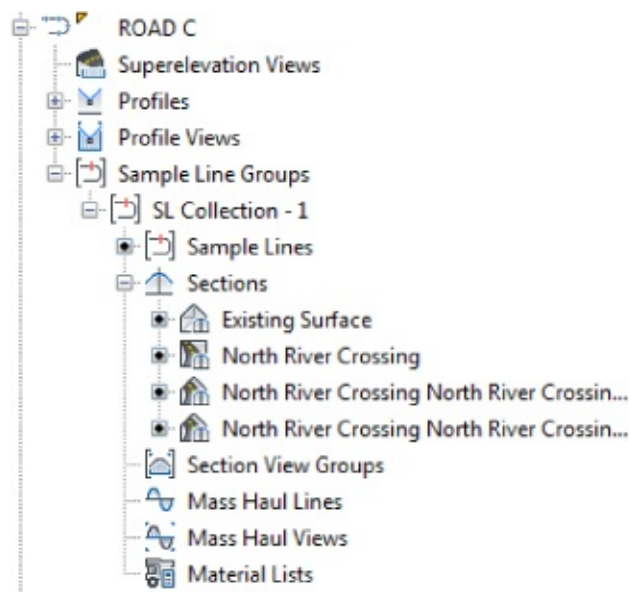 ROAD C
Superelevation Views
Profiles
Profile Views
Sample Line Groups
SL Collection - 1
Sample Lines
Sections
Existing Surface
North River Crossing
North River Crossing North River Crossin...
North River Crossing North River Crossin...
Section View Groups
Mass Haul Lines
Mass Haul Views
Material Lists